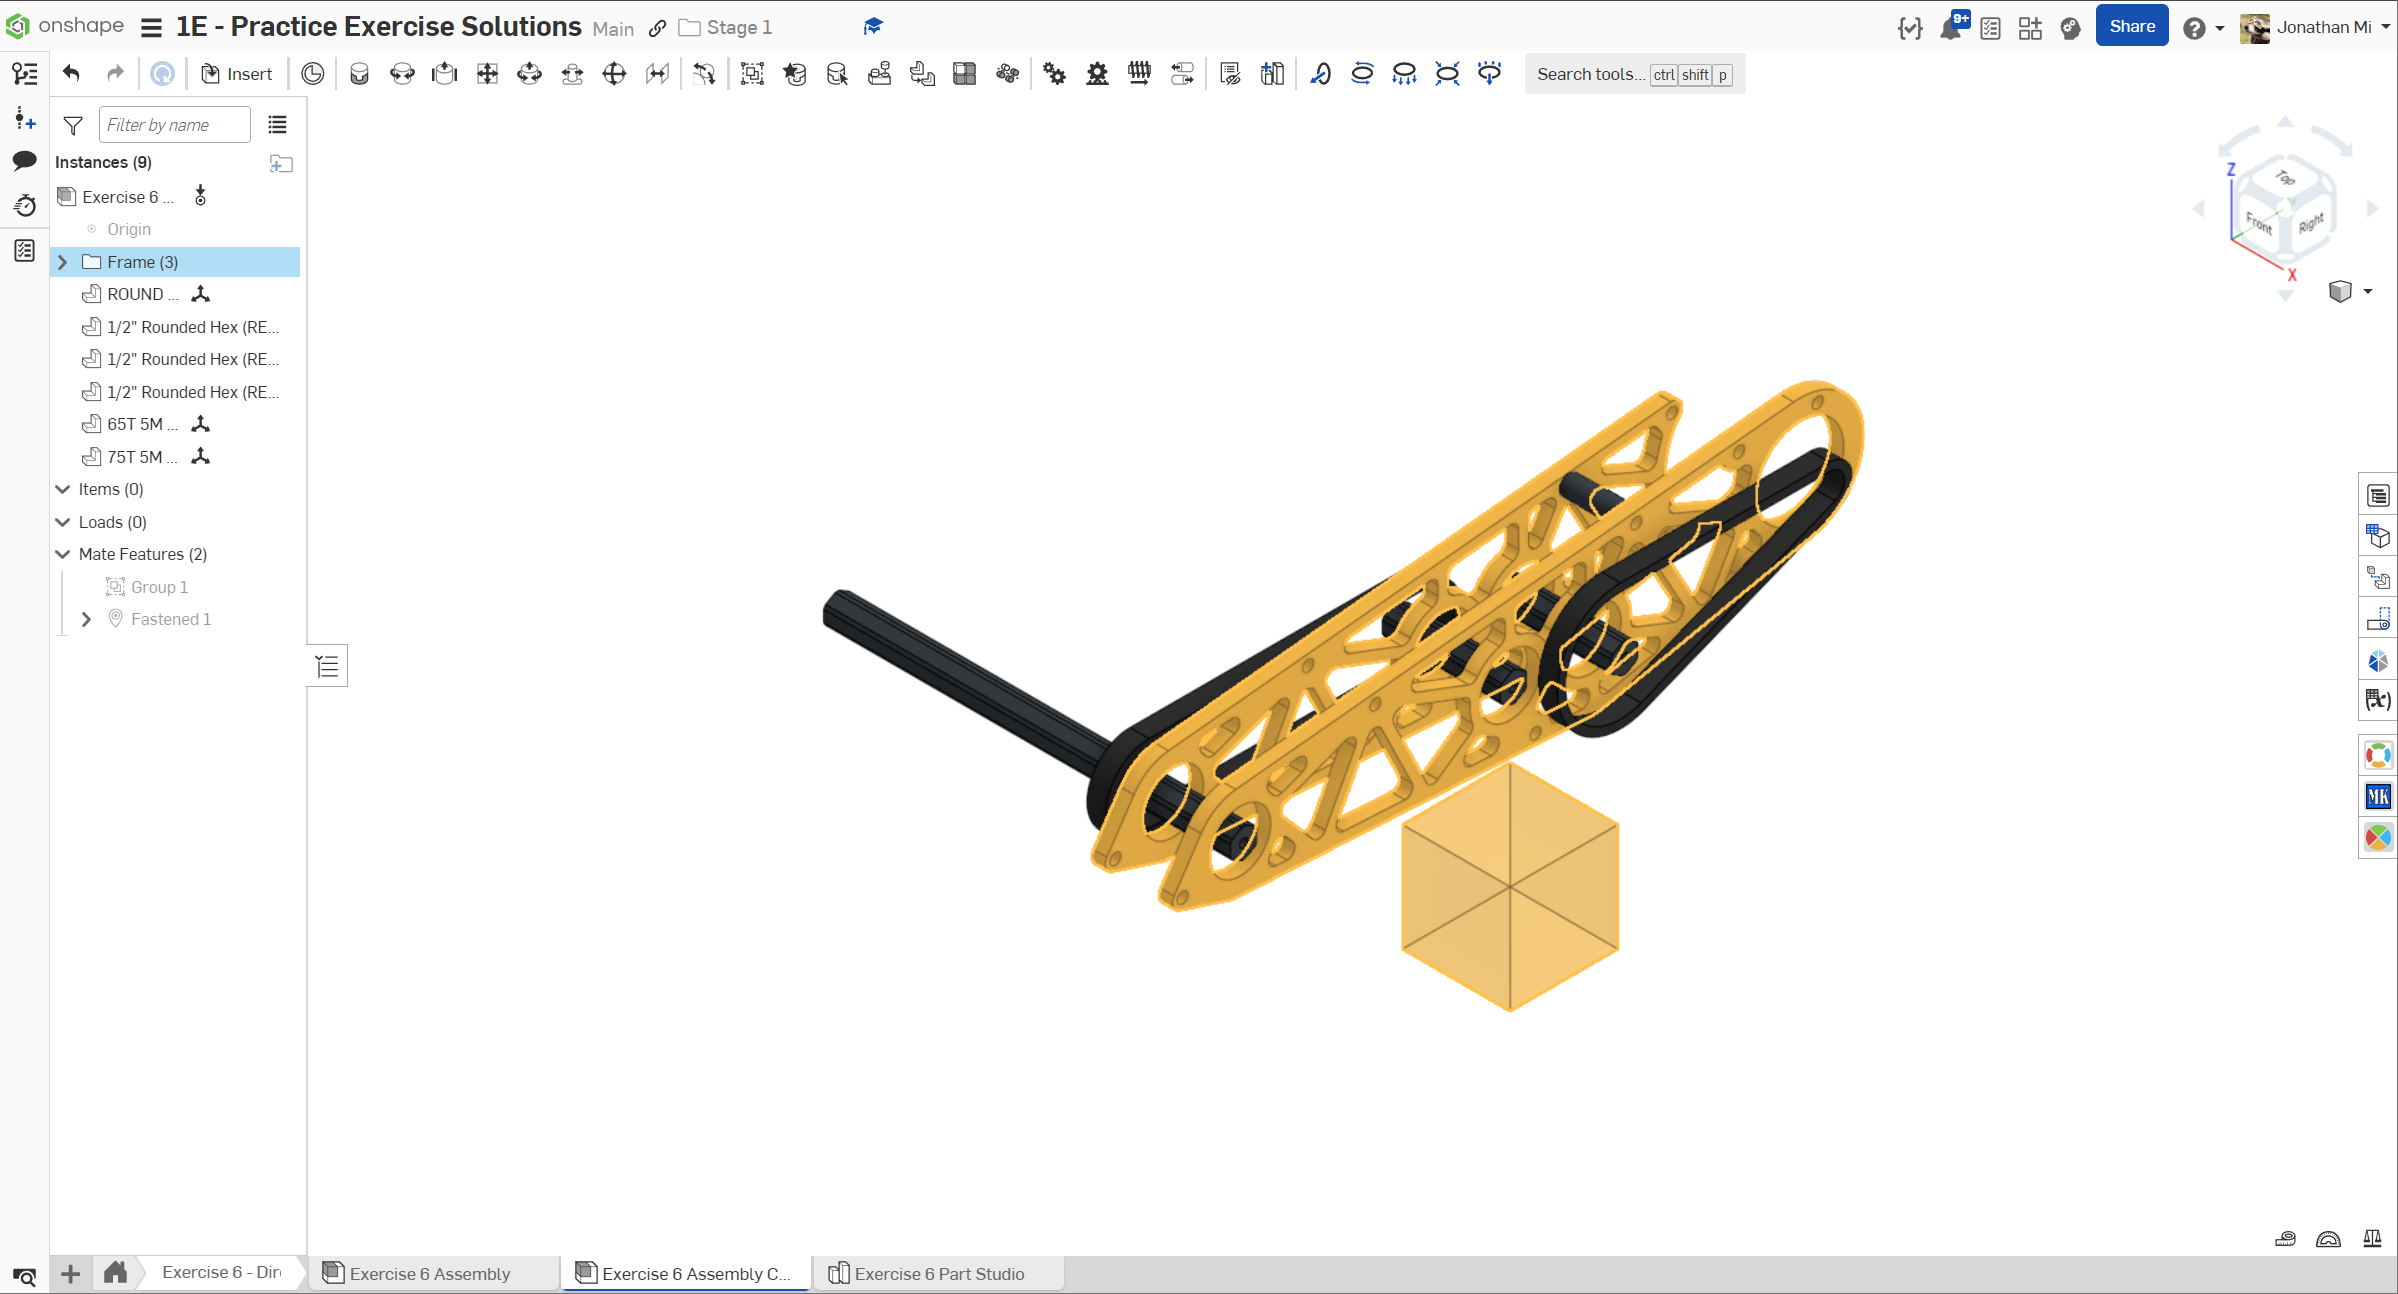 onshape
1E - Practice Exercise Solutions Main Stage 1
9+
Share
Jonathan Mi
Insert
Search tools... ctrl shift p
Filter by name
Instances (9)
Exercise 6 ...
Origin
Frame (3)
ROUND ...
1/2" Rounded Hex (RE...
1/2" Rounded Hex (RE...
1/2" Rounded Hex (RE...
65T 5M ...
75T 5M ...
Items (0)
Loads (0)
Mate Features (2)
Group 1
Fastened 1
Z
Top
Y
Front
Right
X
(x)
MK
Exercise 6 - Dir
Exercise 6 Assembly
Exercise 6 Assembly C...
Exercise 6 Part Studio